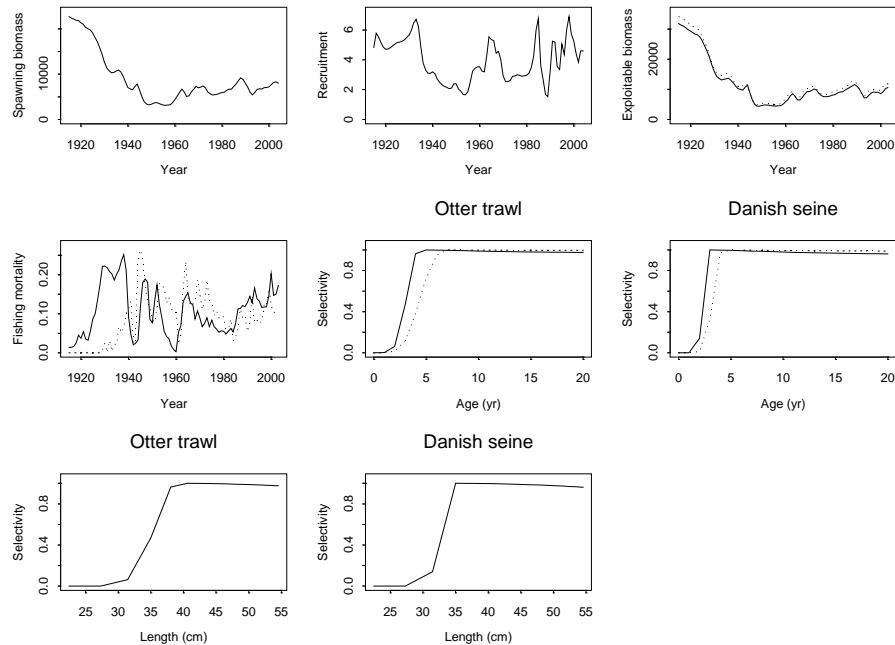 Spawning biomass
0 10000
1920 1940 1960 1980 2000
Year
Recruitment
0 2 4 6
1920 1940 1960 1980 2000
Year
Exploitable biomass
0 20000
1920 1940 1960 1980 2000
Year
Fishing mortality
0.0 0.10 0.20
1920 1940 1960 1980 2000
Year
Otter trawl
Selectivity
0.0 0.4 0.8
0 5 10 15 20
Age (yr)
Danish seine
Selectivity
0.0 0.4 0.8
0 5 10 15 20
Age (yr)
Otter trawl
Selectivity
0.0 0.4 0.8
25 30 35 40 45 50 55
Length (cm)
Danish seine
Selectivity
0.0 0.4 0.8
25 30 35 40 45 50 55
Length (cm)